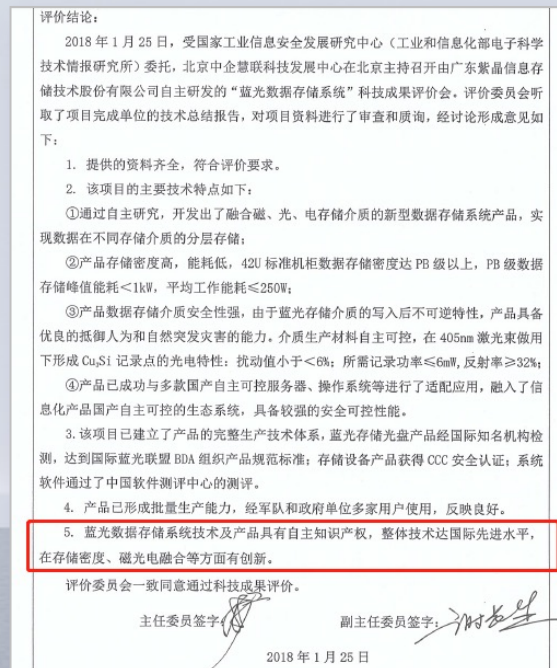 评价结论：
2018 年 1 月 25 日，受国家工业信息安全发展研究中心（工业和信息化部电子科学
技术情报研究所）委托，北京中企慧联科技发展中心在北京主持召开由广东紫晶信息存
储技术股份有限公司自主研发的“蓝光数据存储系统”科技成果评价会。评价委员会听
取了项目完成单位的技术总结报告，对项目资料进行了审查和质询，经讨论形成意见如
下：
1. 提供的资料齐全，符合评价要求。
2. 该项目的主要技术特点如下：
①通过自主研究，开发出了融合磁、光、电存储介质的新型数据存储系统产品，实
现数据在不同存储介质的分层存储；
②产品存储密度高，能耗低，42U 标准机柜数据存储密度达 PB 级以上，PB 级数据
存储峰值能耗＜1kW，平均工作能耗≤250W；
③产品数据存储介质安全性强，由于蓝光存储介质的写入后不可逆特性，产品具备
优良的抵御人为和自然突发灾害的能力。介质生产材料自主可控，在 405nm 激光束做用
下形成 Cu₃Si 记录点的光电特性：扰动值小于＜6%；所需记录功率≤6mW,反射率≥32%；
④产品已成功与多款国产自主可控服务器、操作系统等进行了适配应用，融入了信
息化产品国产自主可控的生态系统，具备较强的安全可控性能。
3.该项目已建立了产品的完整生产技术体系，蓝光存储光盘产品经国际知名机构检
测，达到国际蓝光联盟 BDA 组织产品规范标准；存储设备产品获得 CCC 安全认证；系统
软件通过了中国软件测评中心的测评。
4. 产品已形成批量生产能力，经军队和政府单位多家用户使用，反映良好。
5. 蓝光数据存储系统技术及产品具有自主知识产权，整体技术达国际先进水平，
在存储密度、磁光电融合等方面有创新。
评价委员会一致同意通过科技成果评价。
主任委员签字： 副主任委员签字：
2018 年 1 月 25 日